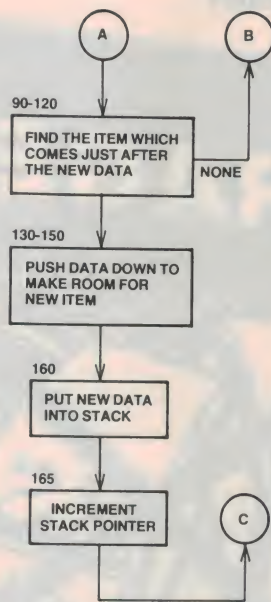 A
B
90-120
FIND THE ITEM WHICH
COMES JUST AFTER
THE NEW DATA
NONE
130-150
PUSH DATA DOWN TO
MAKE ROOM FOR
NEW ITEM
160
PUT NEW DATA
INTO STACK
165
INCREMENT
STACK POINTER
C